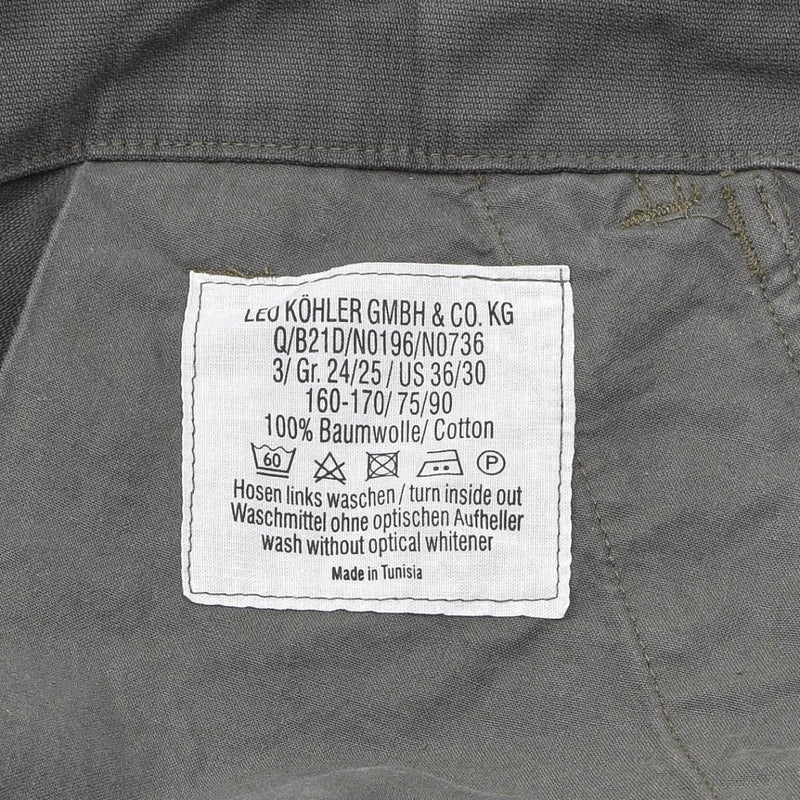 LEO KÖHLER GMBH & CO. KG
Q/B21D/N0196/N0736
3/ Gr. 24/25 / US 36/30
160-170/ 75/90
100% Baumwolle/ Cotton
60 P
Hosen links waschen / turn inside out
Waschmittel ohne optischen Aufheller
wash without optical whitener
Made in Tunisia